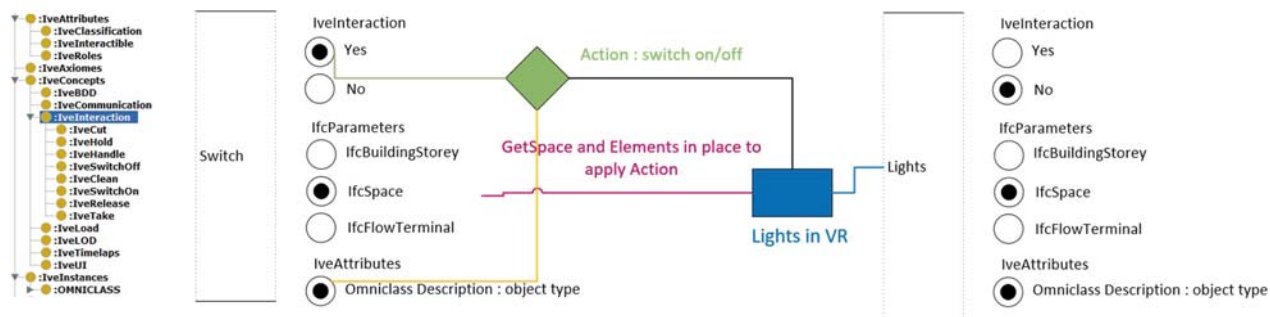 :IveAttributes
:IveClassification
:IveInteractible
:IveRoles
:IveAxiomes
:IveConcepts
:IveBDD
:IveCommunication
:IveInteraction
:IveCut
:IveHold
:IveHandle
:IveSwitchOff
:IveClean
:IveSwitchOn
:IveRelease
:IveTake
:IveLoad
:IveLOD
:IveTimelaps
:IveUI
:IveInstances
:OMNICLASS
Switch
IveInteraction
Yes
No
IfcParameters
IfcBuildingStorey
IfcSpace
IfcFlowTerminal
IveAttributes
Omniclass Description : object type
Action : switch on/off
GetSpace and Elements in place to
apply Action
Lights in VR
Lights
IveInteraction
Yes
No
IfcParameters
IfcBuildingStorey
IfcSpace
IfcFlowTerminal
IveAttributes
Omniclass Description : object type